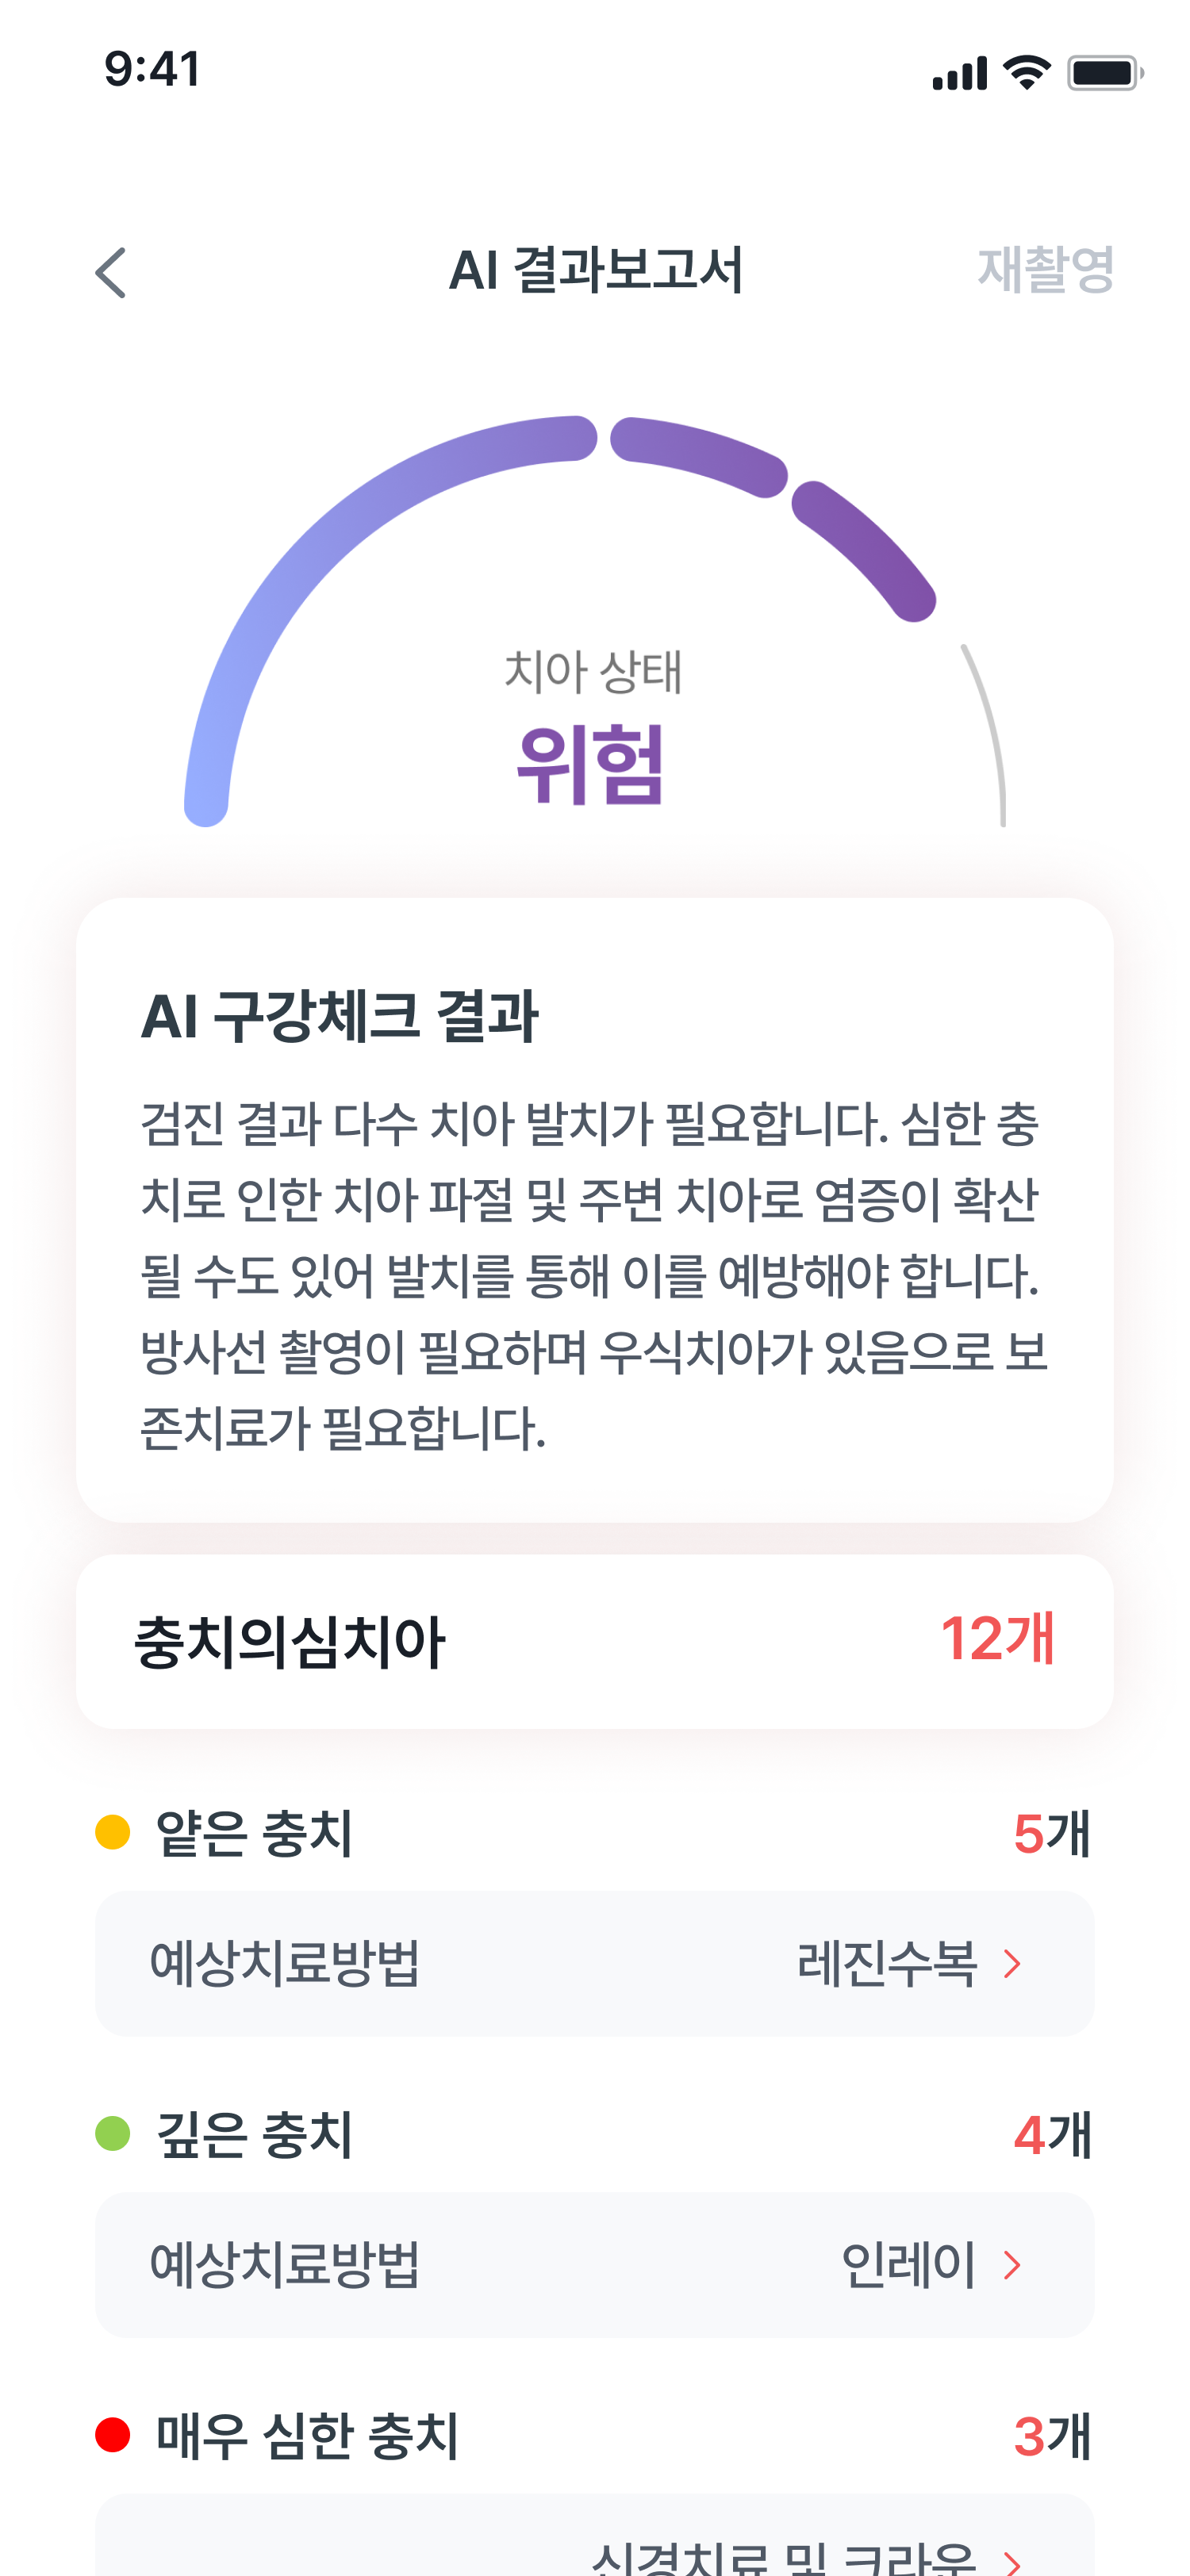 9:41
AI 결과보고서
재촬영
치아 상태
위험
AI 구강체크 결과
검진 결과 다수 치아 발치가 필요합니다. 심한 충
치로 인한 치아 파절 및 주변 치아로 염증이 확산
될 수도 있어 발치를 통해 이를 예방해야 합니다.
방사선 촬영이 필요하며 우식치아가 있음으로 보
존치료가 필요합니다.
충치의심치아 12개
얕은 충치 5개
예상치료방법 레진수복
깊은 충치 4개
예상치료방법 인레이
매우 심한 충치 3개
신경치료 및 크라운